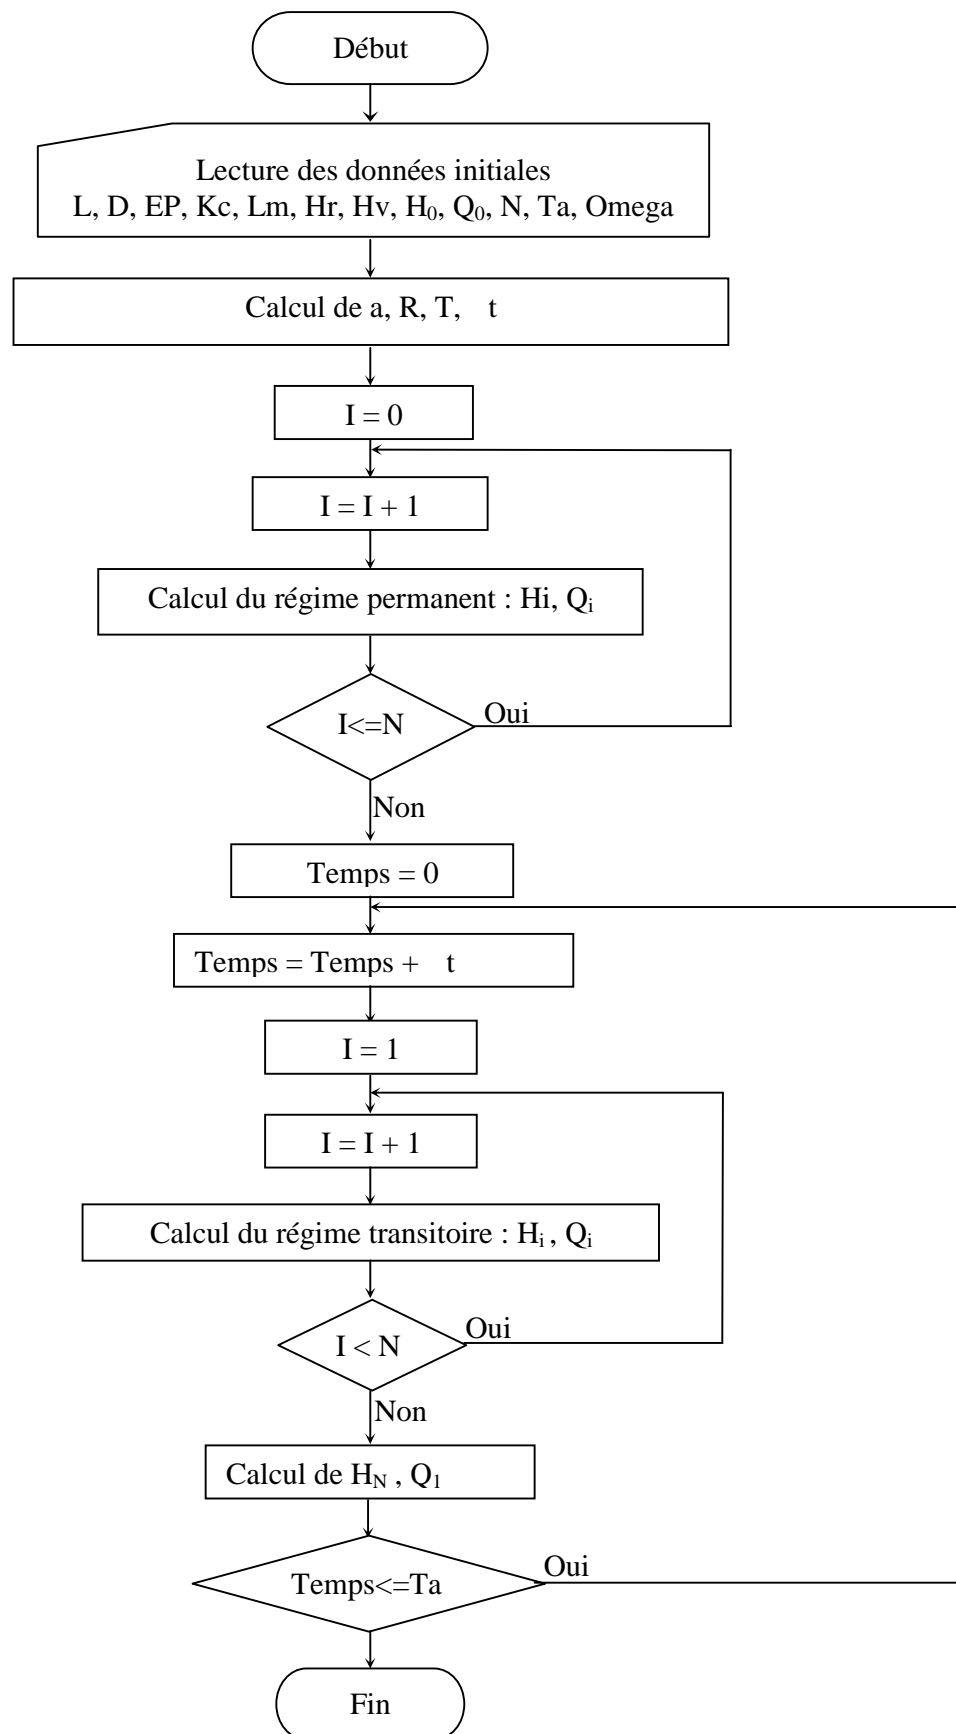 Début
Lecture des données initiales
L, D, EP, Kc, Lm, Hr, Hv, H₀, Q₀, N, Ta, Omega
Calcul de a, R, T, t
I = 0
I = I + 1
Calcul du régime permanent : Hi, Qᵢ
I<=N
Oui
Non
Temps = 0
Temps = Temps + t
I = 1
I = I + 1
Calcul du régime transitoire : Hᵢ , Qᵢ
I < N
Oui
Non
Calcul de H_N , Q₁
Temps<=Ta
Oui
Fin